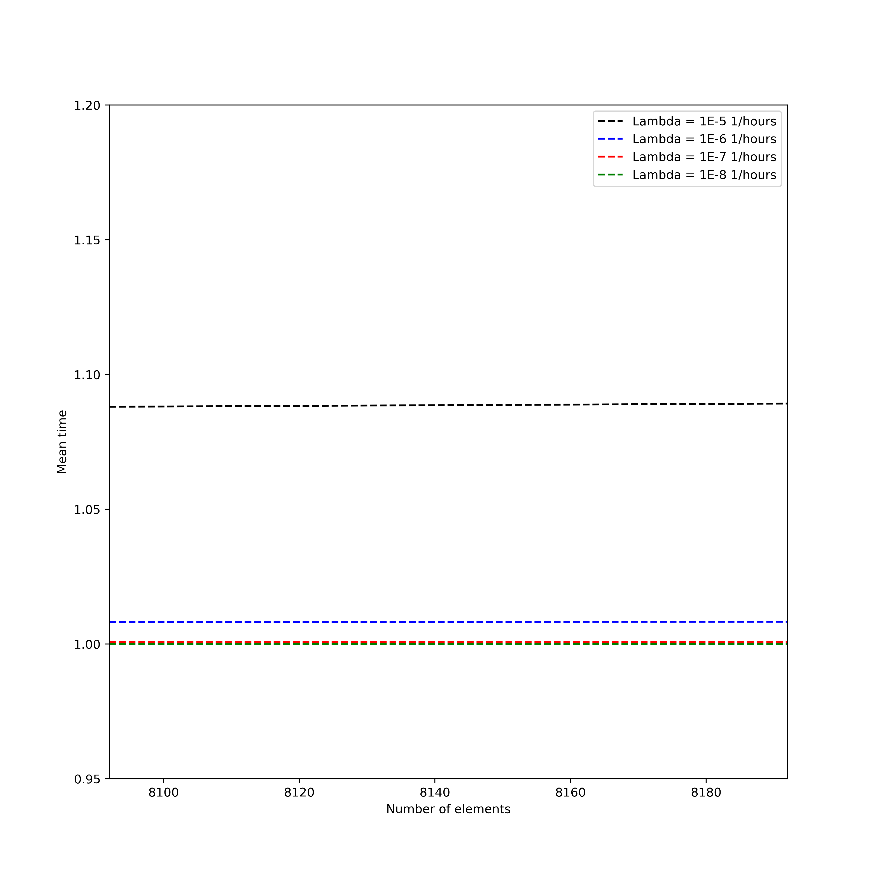 1.20
Lambda = 1E-5 1/hours
Lambda = 1E-6 1/hours
Lambda = 1E-7 1/hours
Lambda = 1E-8 1/hours
1.15
1.10
Mean time
1.05
1.00
0.95
8100 8120 8140 8160 8180
Number of elements